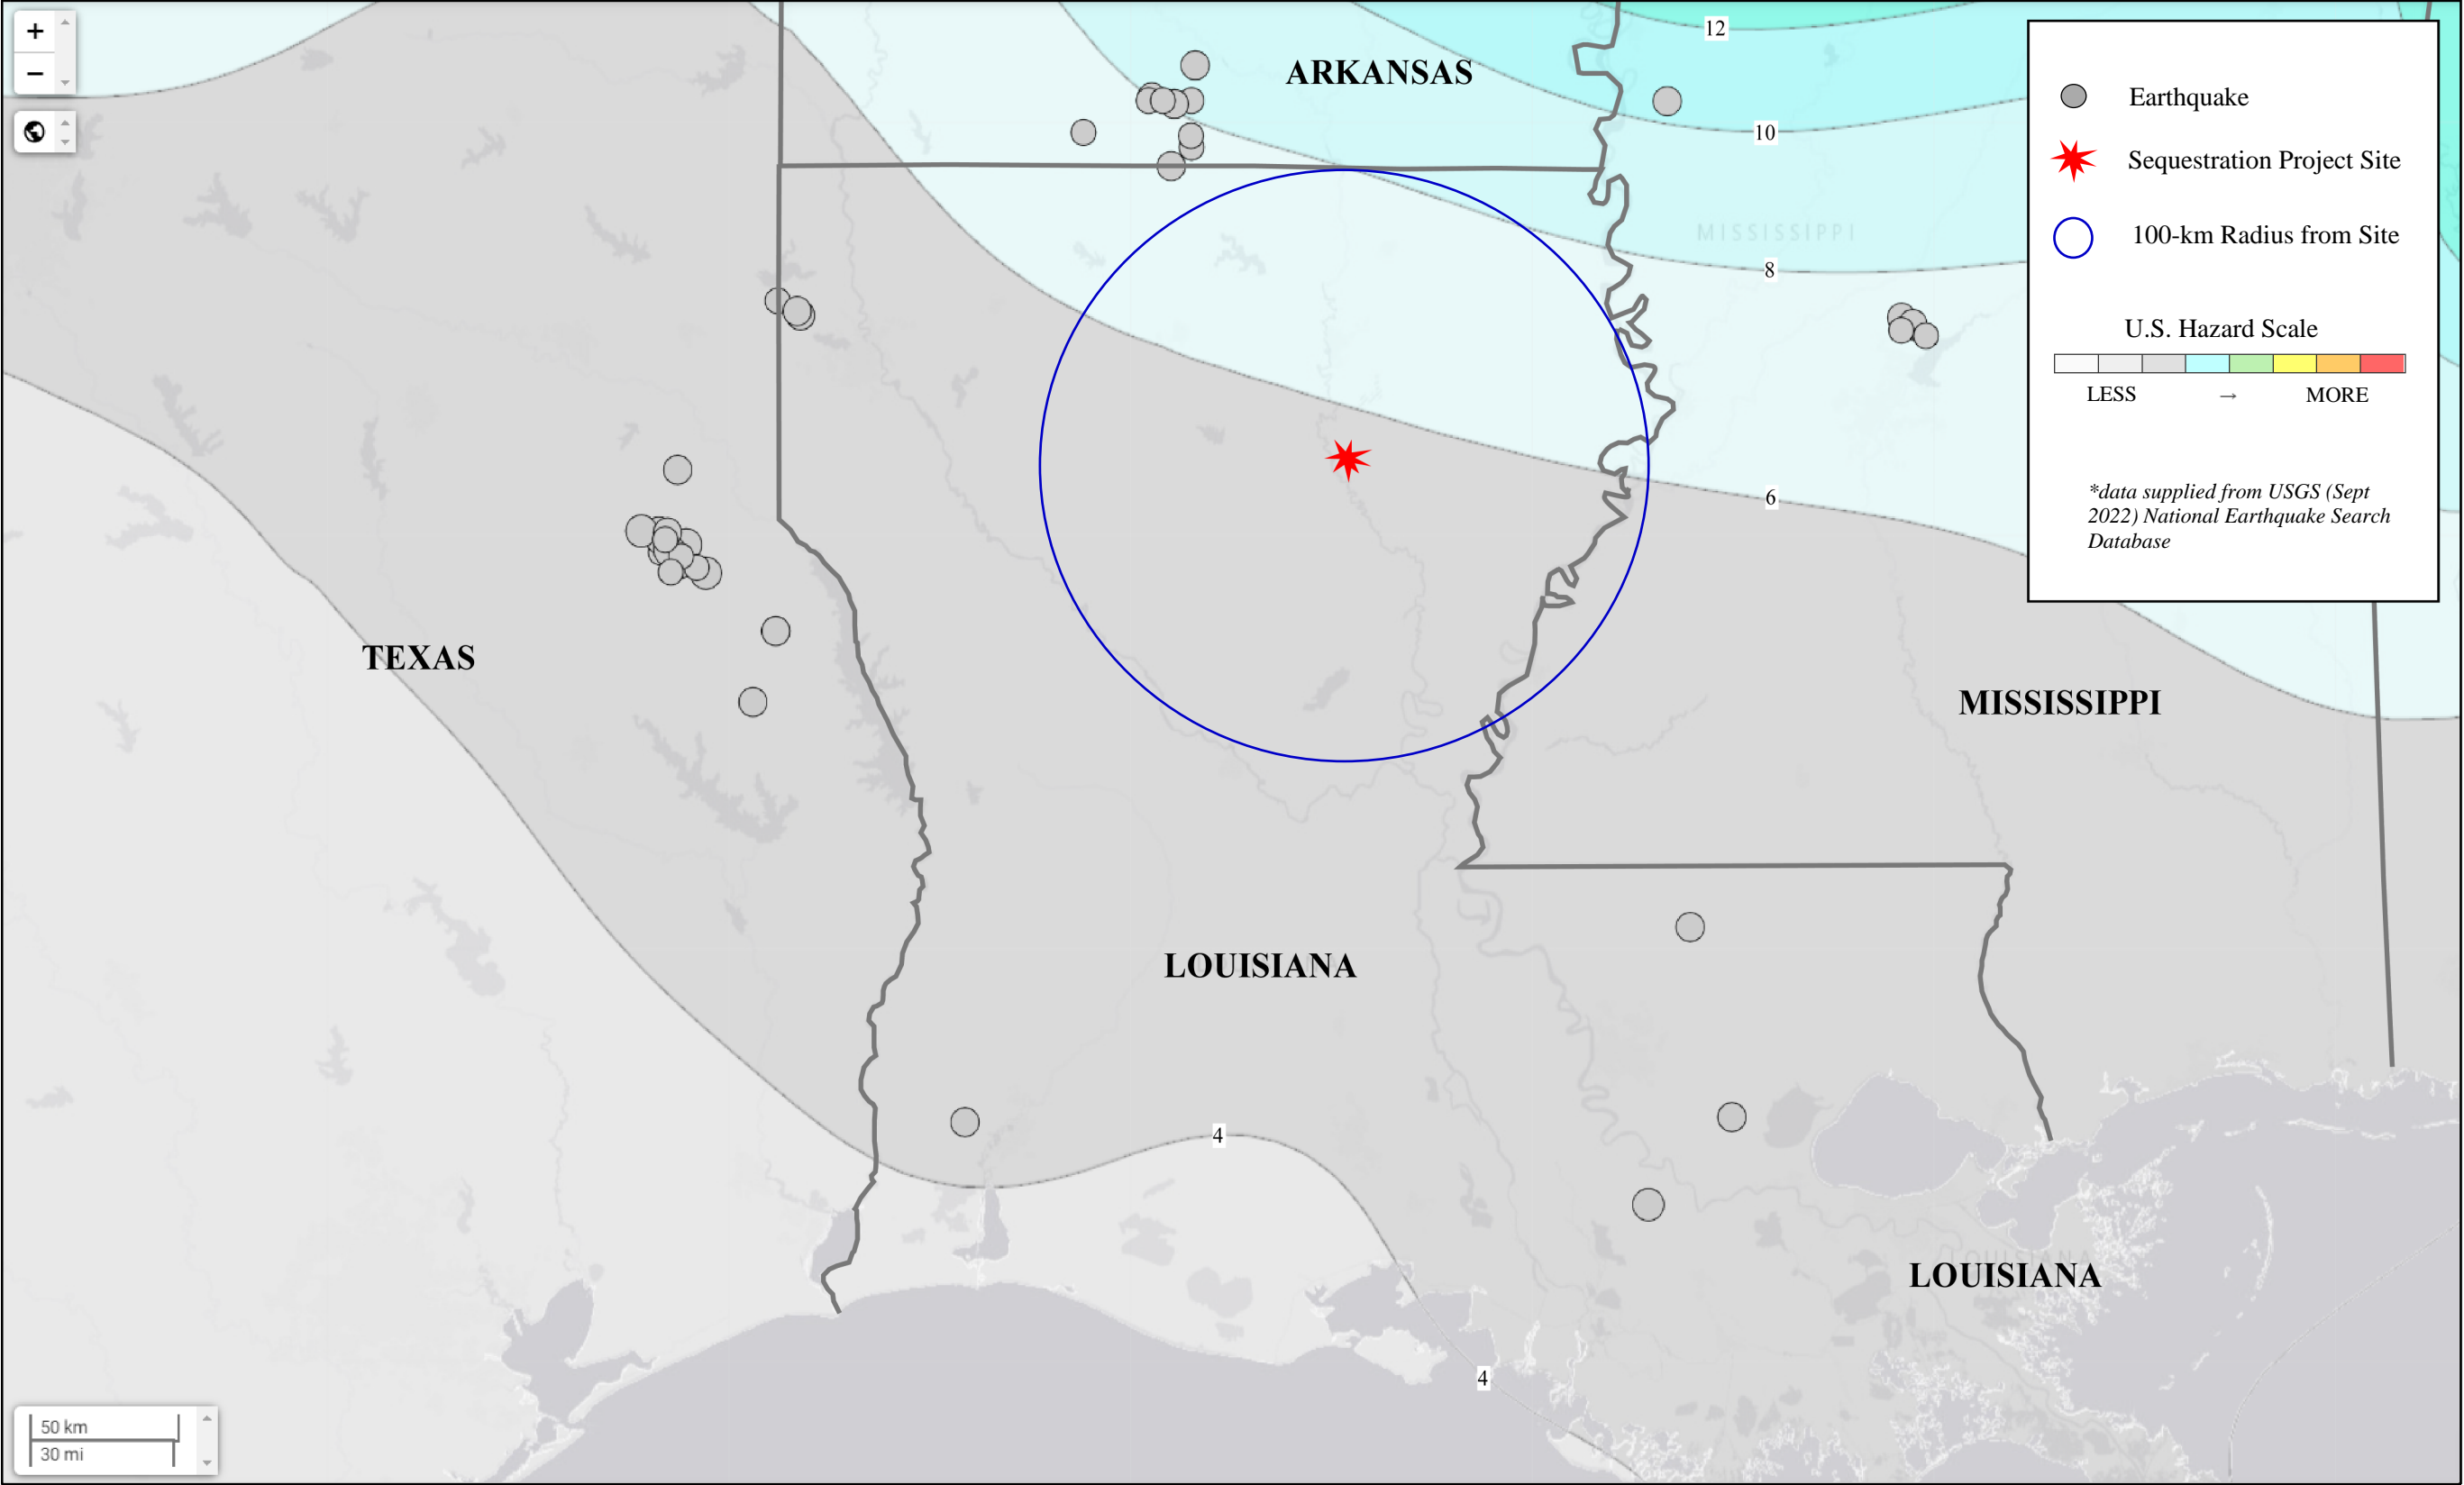 +
−
12
ARKANSAS
Earthquake
10
Sequestration Project Site
MISSISSIPPI
100-km Radius from Site
8
U.S. Hazard Scale
LESS → MORE
6
*data supplied from USGS (Sept
2022) National Earthquake Search
Database
TEXAS
MISSISSIPPI
LOUISIANA
4
LOUISIANA
LOUISIANA
4
50 km
30 mi